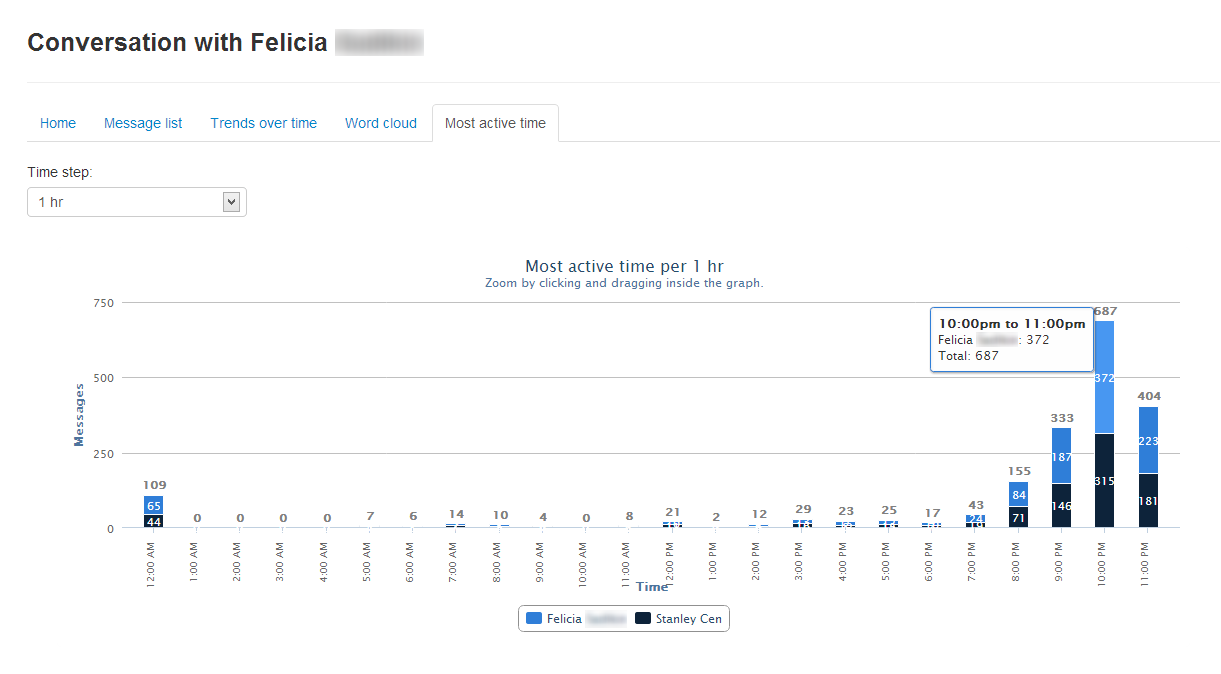 Conversation with Felicia
Home Message list Trends over time Word cloud Most active time
Time step:
1 hr
Most active time per 1 hr
Zoom by clicking and dragging inside the graph.
750
500
250
0
Messages
109
65
44
0
0
0
0
7
6
14
10
4
0
8
21
2
12
29
23
25
17
43
24
19
155
84
71
333
187
146
687
372
315
404
223
181
10:00pm to 11:00pm
Felicia : 372
Total: 687
12:00 AM
1:00 AM
2:00 AM
3:00 AM
4:00 AM
5:00 AM
6:00 AM
7:00 AM
8:00 AM
9:00 AM
10:00 AM
11:00 AM
12:00 PM
1:00 PM
2:00 PM
3:00 PM
4:00 PM
5:00 PM
6:00 PM
7:00 PM
8:00 PM
9:00 PM
10:00 PM
11:00 PM
Time
Felicia Stanley Cen